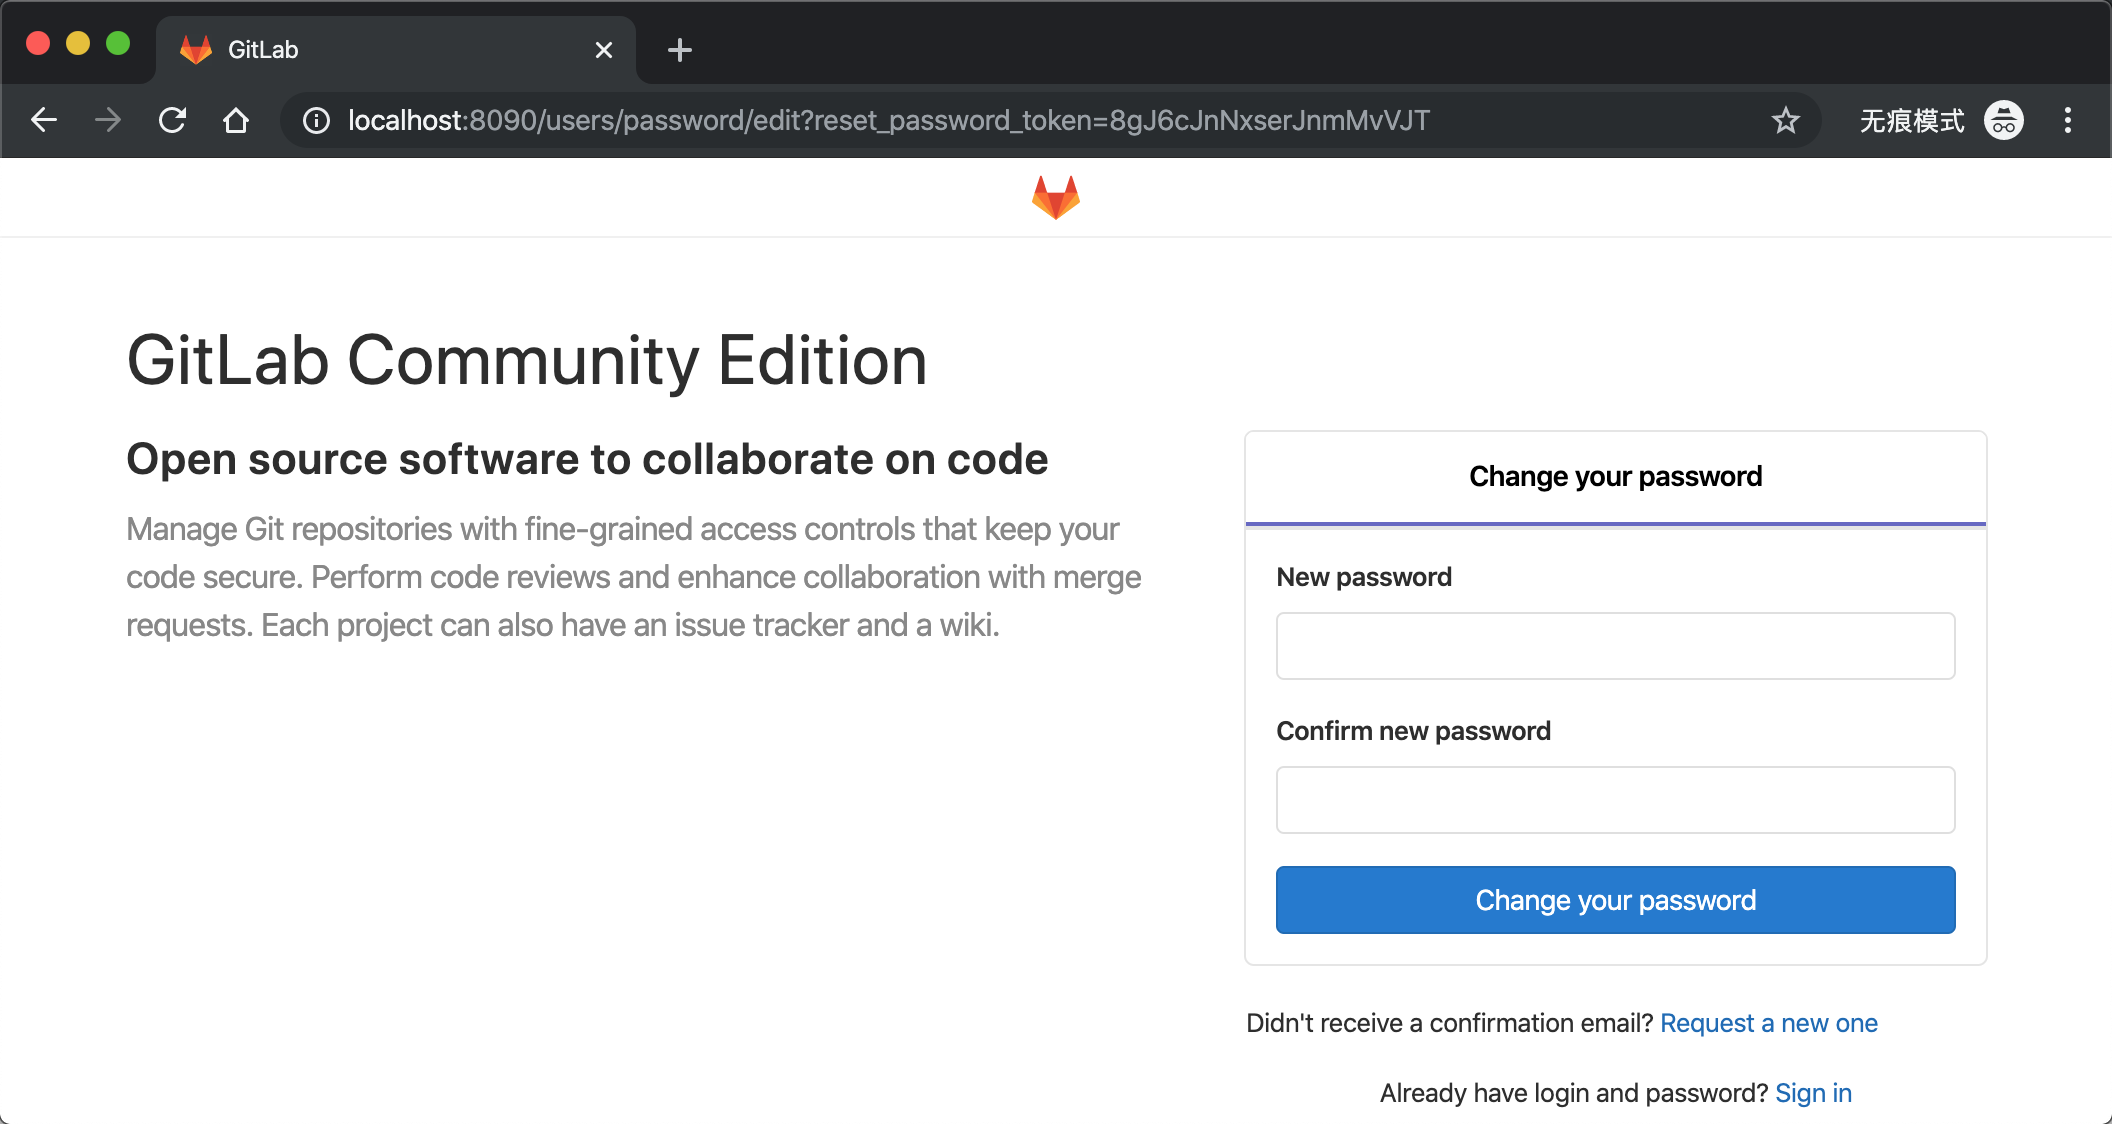 GitLab
localhost:8090/users/password/edit?reset_password_token=8gJ6cJnNxserJnmMvVJT
无痕模式
GitLab Community Edition
Open source software to collaborate on code
Manage Git repositories with fine-grained access controls that keep your
code secure. Perform code reviews and enhance collaboration with merge
requests. Each project can also have an issue tracker and a wiki.
Change your password
New password
Confirm new password
Change your password
Didn't receive a confirmation email? Request a new one
Already have login and password? Sign in